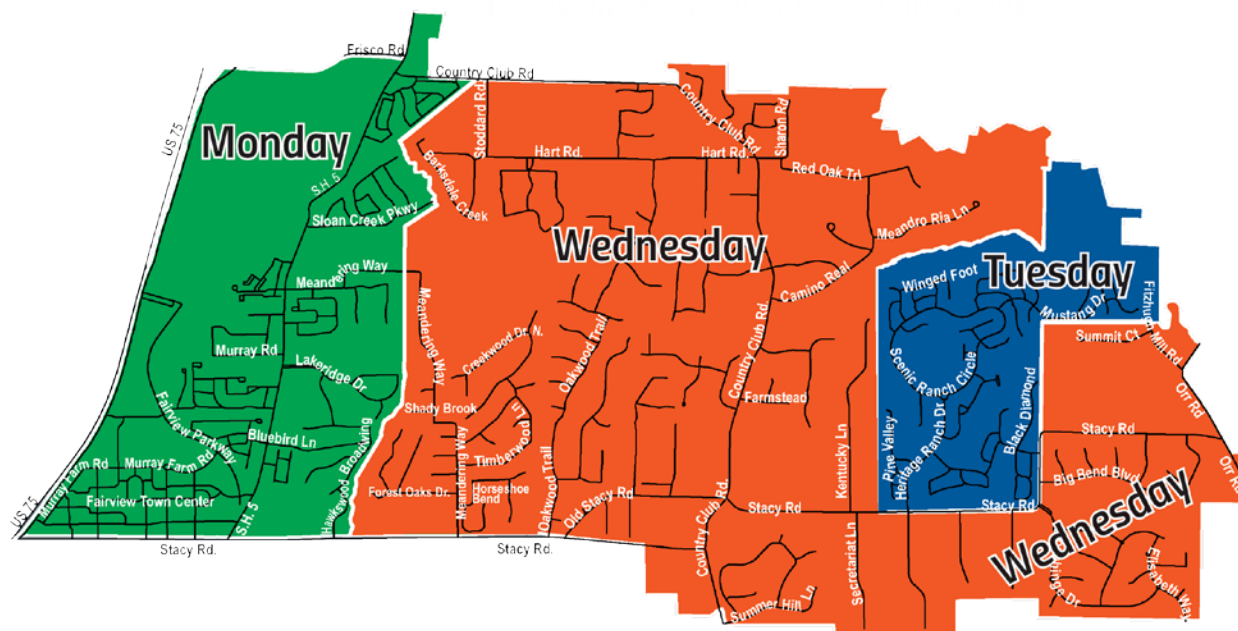 Frisco Rd
Country Club Rd
US 75
Monday
Stoddard Rd
Country Club Rd
Sharon Rd
Hart Rd.
Hart Rd.
Red Oak Trl
S.H. 5
Barksdale Creek
Sloan Creek Pkwy
Meandro Ria Ln
Wednesday
Meandering Way
Camino Real
Winged Foot
Tuesday
Mustang Dr
Fitzhugh Mill Rd
Meandering Way
Creekwood Dr. N.
Oakwood Trail
Country Club Rd.
Summit Ct
Murray Rd
Lakeridge Dr
Scenic Ranch Circle
Orr Rd
Fairview Parkway
Shady Brook
Farmstead
Bluebird Ln
Timberwood Ln
Meandering Way
Kentucky Ln
Pine Valley
Heritage Ranch Dr
Black Diamond
Stacy Rd
Murray Farm Rd
Murray Farm Rd
Hawkswood Broadwing
Big Bend Blvd
Orr Rd
Fairview Town Center
Forest Oaks Dr.
Horseshoe
Bend
Oakwood Trail
Old Stacy Rd
Country Club Rd.
Stacy Rd
Stacy Rd
US 75
S.H. 5
Stacy Rd.
Stacy Rd.
Secretariat Ln
Wednesday
Elisabeth Way
Summer Hill Ln